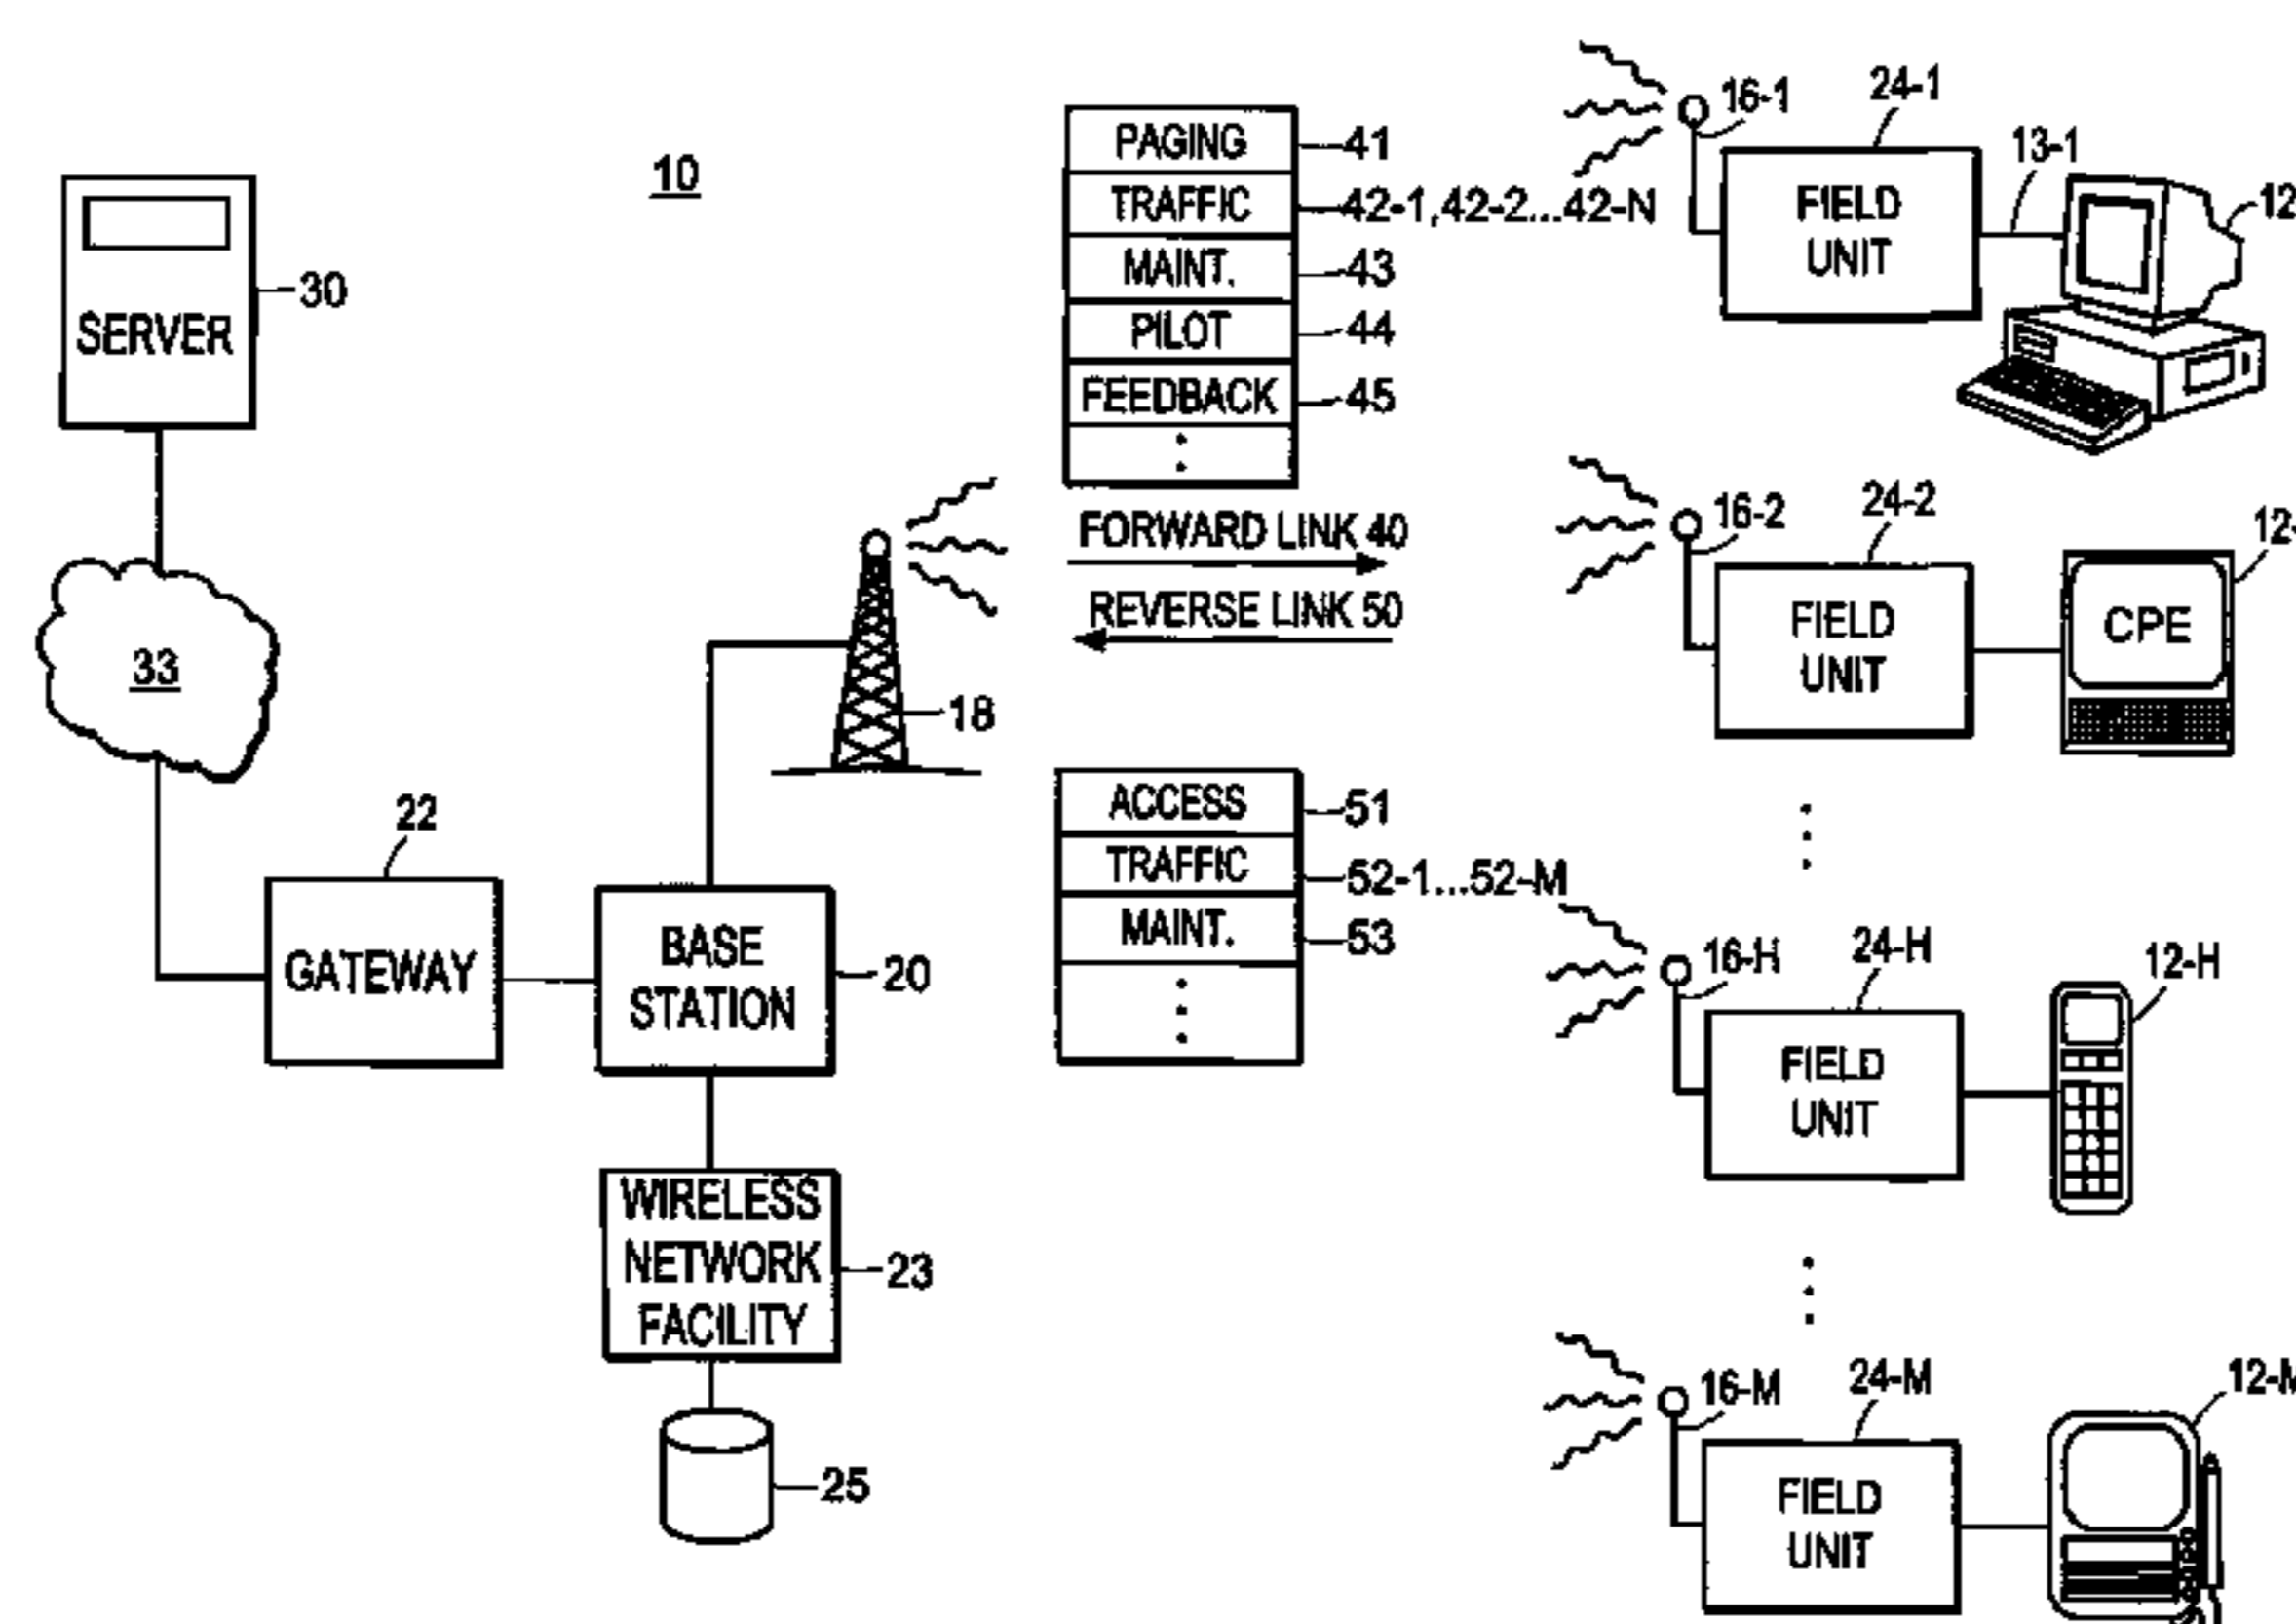 10
SERVER
30
33
22
GATEWAY
BASE
STATION
20
18
WIRELESS
NETWORK
FACILITY
23
25
PAGING
41
TRAFFIC
42-1,42-2...42-N
MAINT.
43
PILOT
44
FEEDBACK
45
FORWARD LINK 40
REVERSE LINK 50
ACCESS
51
TRAFFIC
52-1...52-M
MAINT.
53
16-1
24-1
13-1
FIELD
UNIT
12
16-2
24-2
12-
FIELD
UNIT
CPE
16-H
24-H
12-H
FIELD
UNIT
16-M
24-M
12-M
FIELD
UNIT